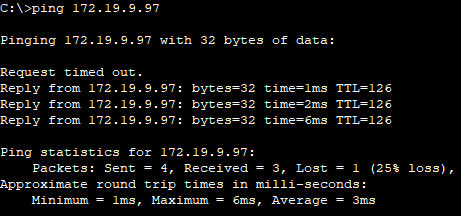 C:\>ping 172.19.9.97
Pinging 172.19.9.97 with 32 bytes of data:
Request timed out.
Reply from 172.19.9.97: bytes=32 time=1ms TTL=126
Reply from 172.19.9.97: bytes=32 time=2ms TTL=126
Reply from 172.19.9.97: bytes=32 time=6ms TTL=126
Ping statistics for 172.19.9.97:
Packets: Sent = 4, Received = 3, Lost = 1 (25% loss),
Approximate round trip times in milli-seconds:
Minimum = 1ms, Maximum = 6ms, Average = 3ms